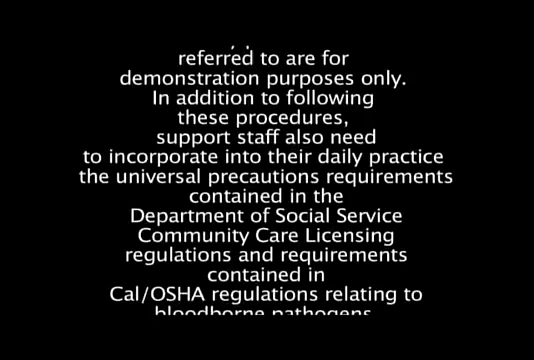 referred to are for
demonstration purposes only.
In addition to following
these procedures,
support staff also need
to incorporate into their daily practice
the universal precautions requirements
contained in the
Department of Social Service
Community Care Licensing
regulations and requirements
contained in
Cal/OSHA regulations relating to
bloodborne pathogens